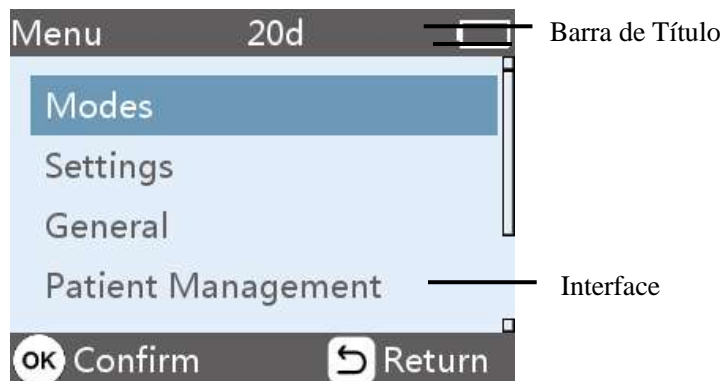 Menu 20d Barra de Título
Modes
Settings
General
Patient Management Interface
OK Confirm Return